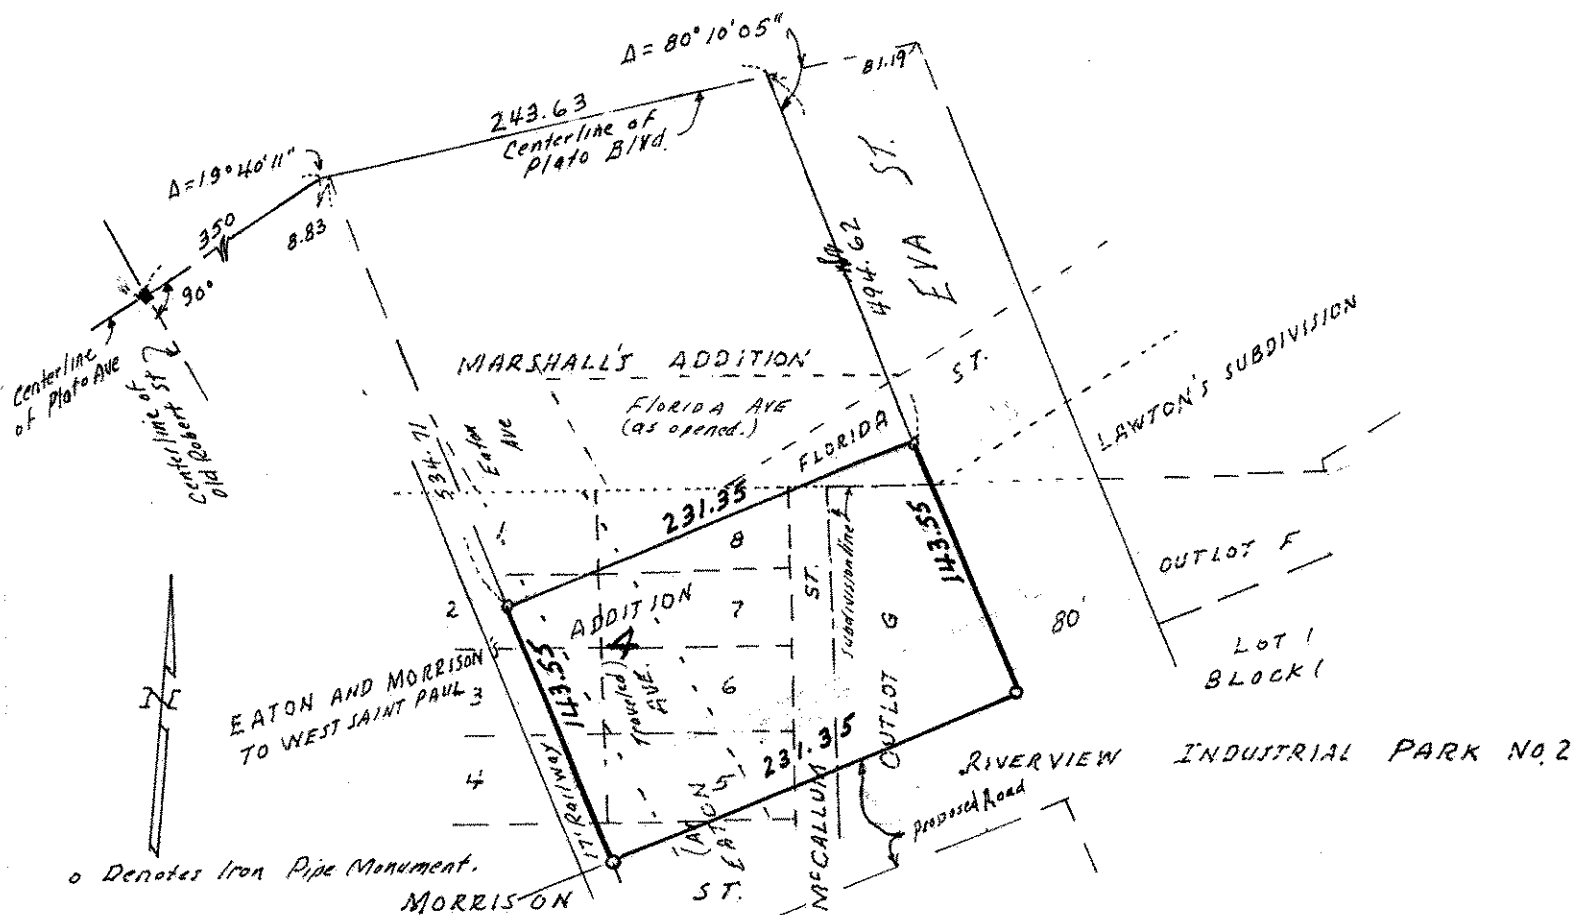 Δ= 80°10'05"
81.19
243.63
Centerline of
Plato Blvd.
Δ=19°40'11"
350
8.83
90°
Centerline
of Plato Ave
Centerline of
old Robert St
494.62
EVA ST.
MARSHALL'S ADDITION
FLORIDA AVE
(as opened.)
FLORIDA ST.
LAWTON'S SUBDIVISION
534.71
Eaton
Ave
231.35
143.55
1
8
2
7
3
6
4
5
ADDITION
A
EATON AND MORRISON'S
TO WEST SAINT PAUL
143.55
Traveled)
AVE.
ST.
Subdivision line
OUTLOT G
80'
OUTLOT F
LOT 1
BLOCK 1
231.35
17' Railway
(As
EATON
MCCALLUM
RIVERVIEW INDUSTRIAL PARK NO. 2
Proposed Road
o Denotes Iron Pipe Monument.
MORRISON ST.